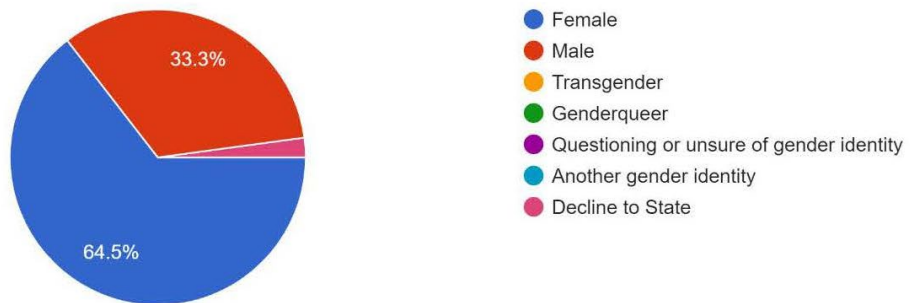 33.3%
64.5%
Female
Male
Transgender
Genderqueer
Questioning or unsure of gender identity
Another gender identity
Decline to State